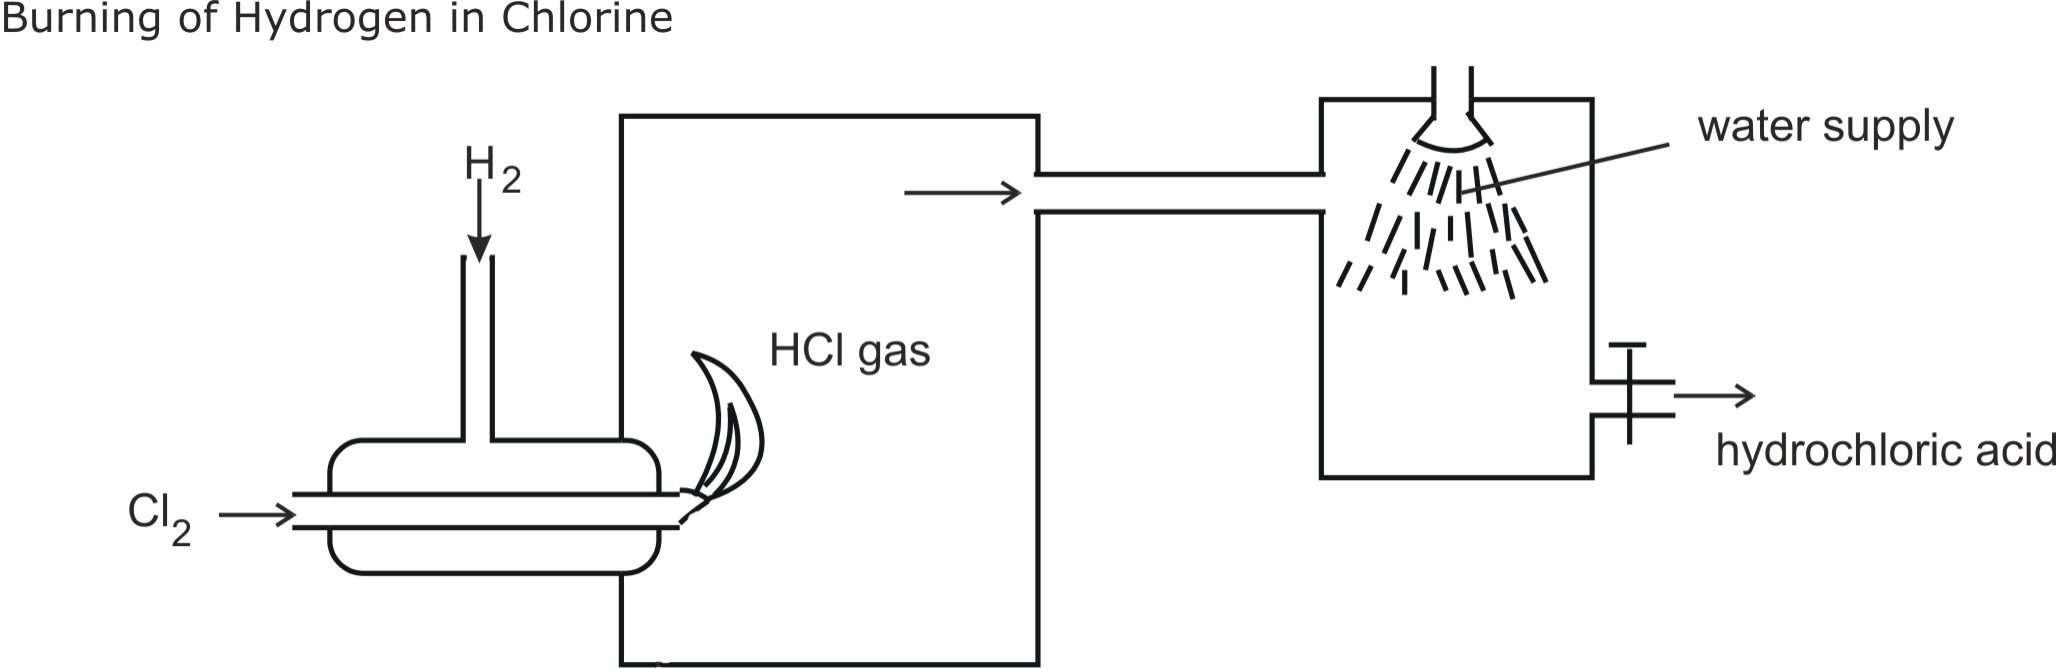 Burning of Hydrogen in Chlorine
water supply
H2
HCl gas
hydrochloric acid
Cl2